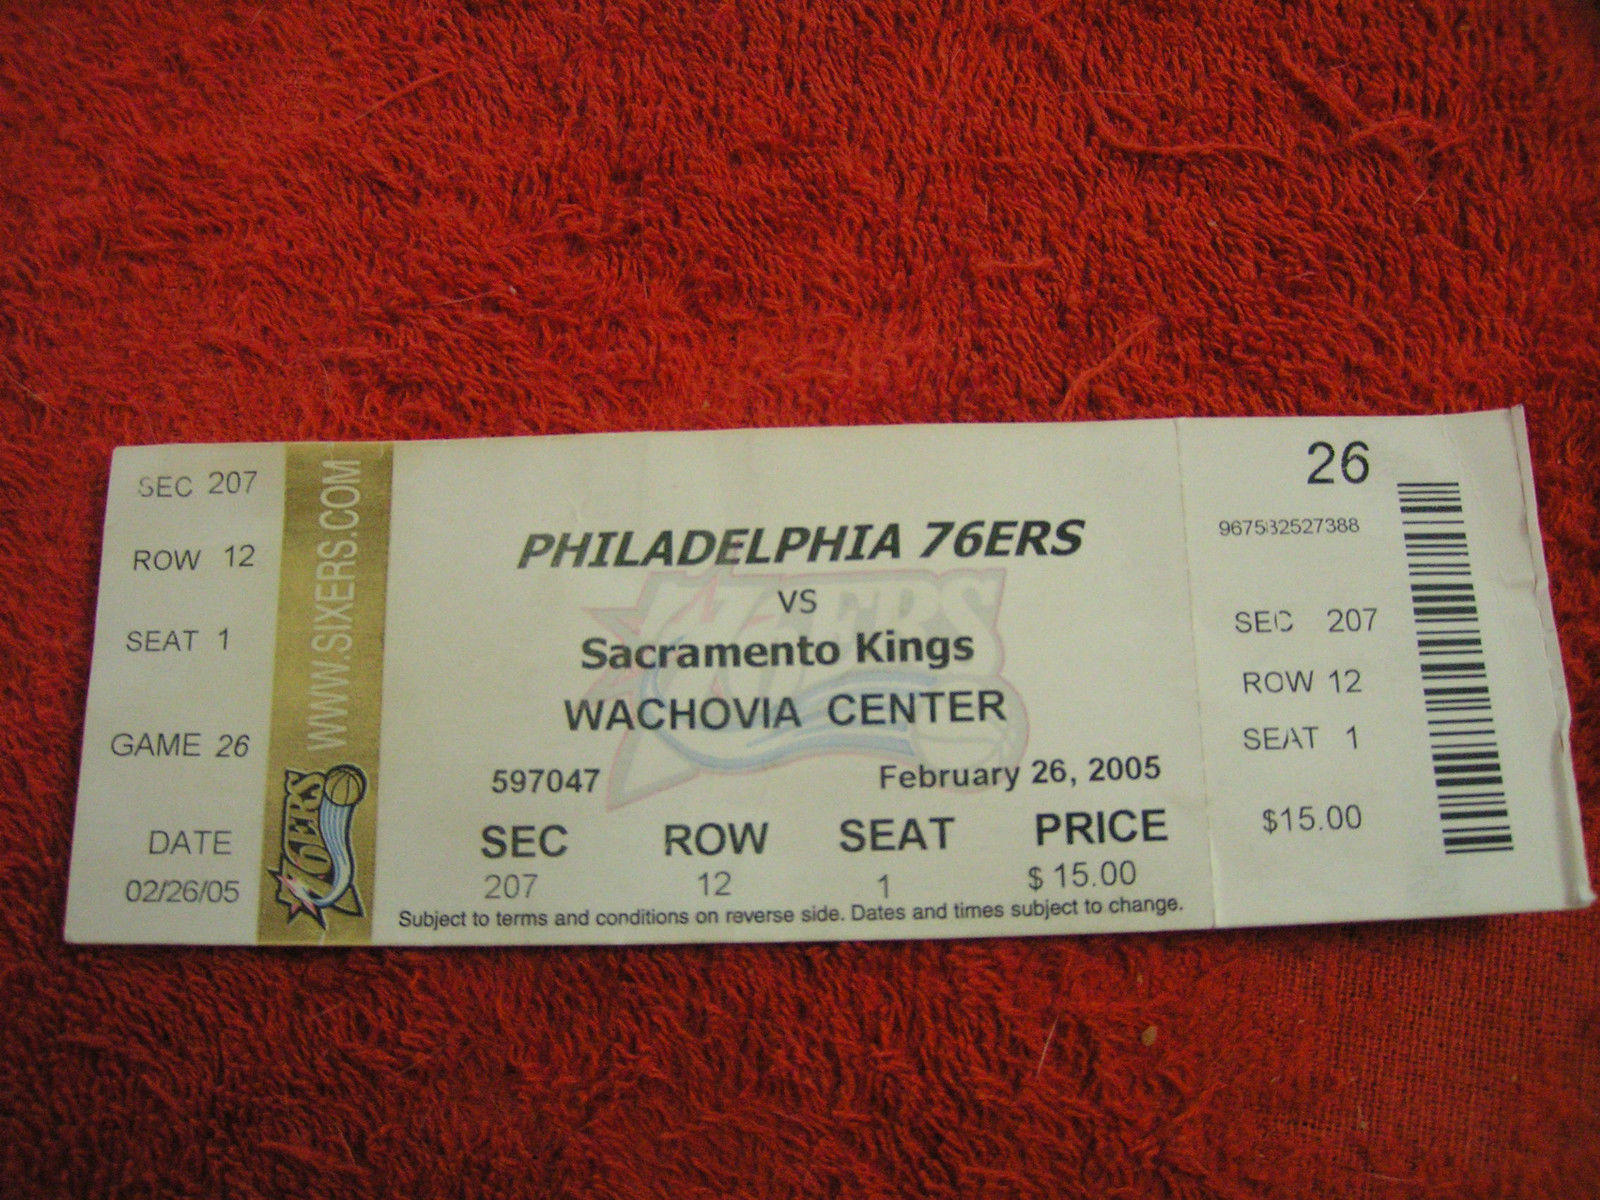 SEC 207
ROW 12
SEAT 1
GAME 26
DATE
02/26/05
WWW.SIXERS.COM
76ERS
PHILADELPHIA 76ERS
VS
Sacramento Kings
WACHOVIA CENTER
597047 February 26, 2005
SEC ROW SEAT PRICE
207 12 1 $ 15.00
Subject to terms and conditions on reverse side. Dates and times subject to change.
26
967582527388
SEC 207
ROW 12
SEAT 1
$15.00